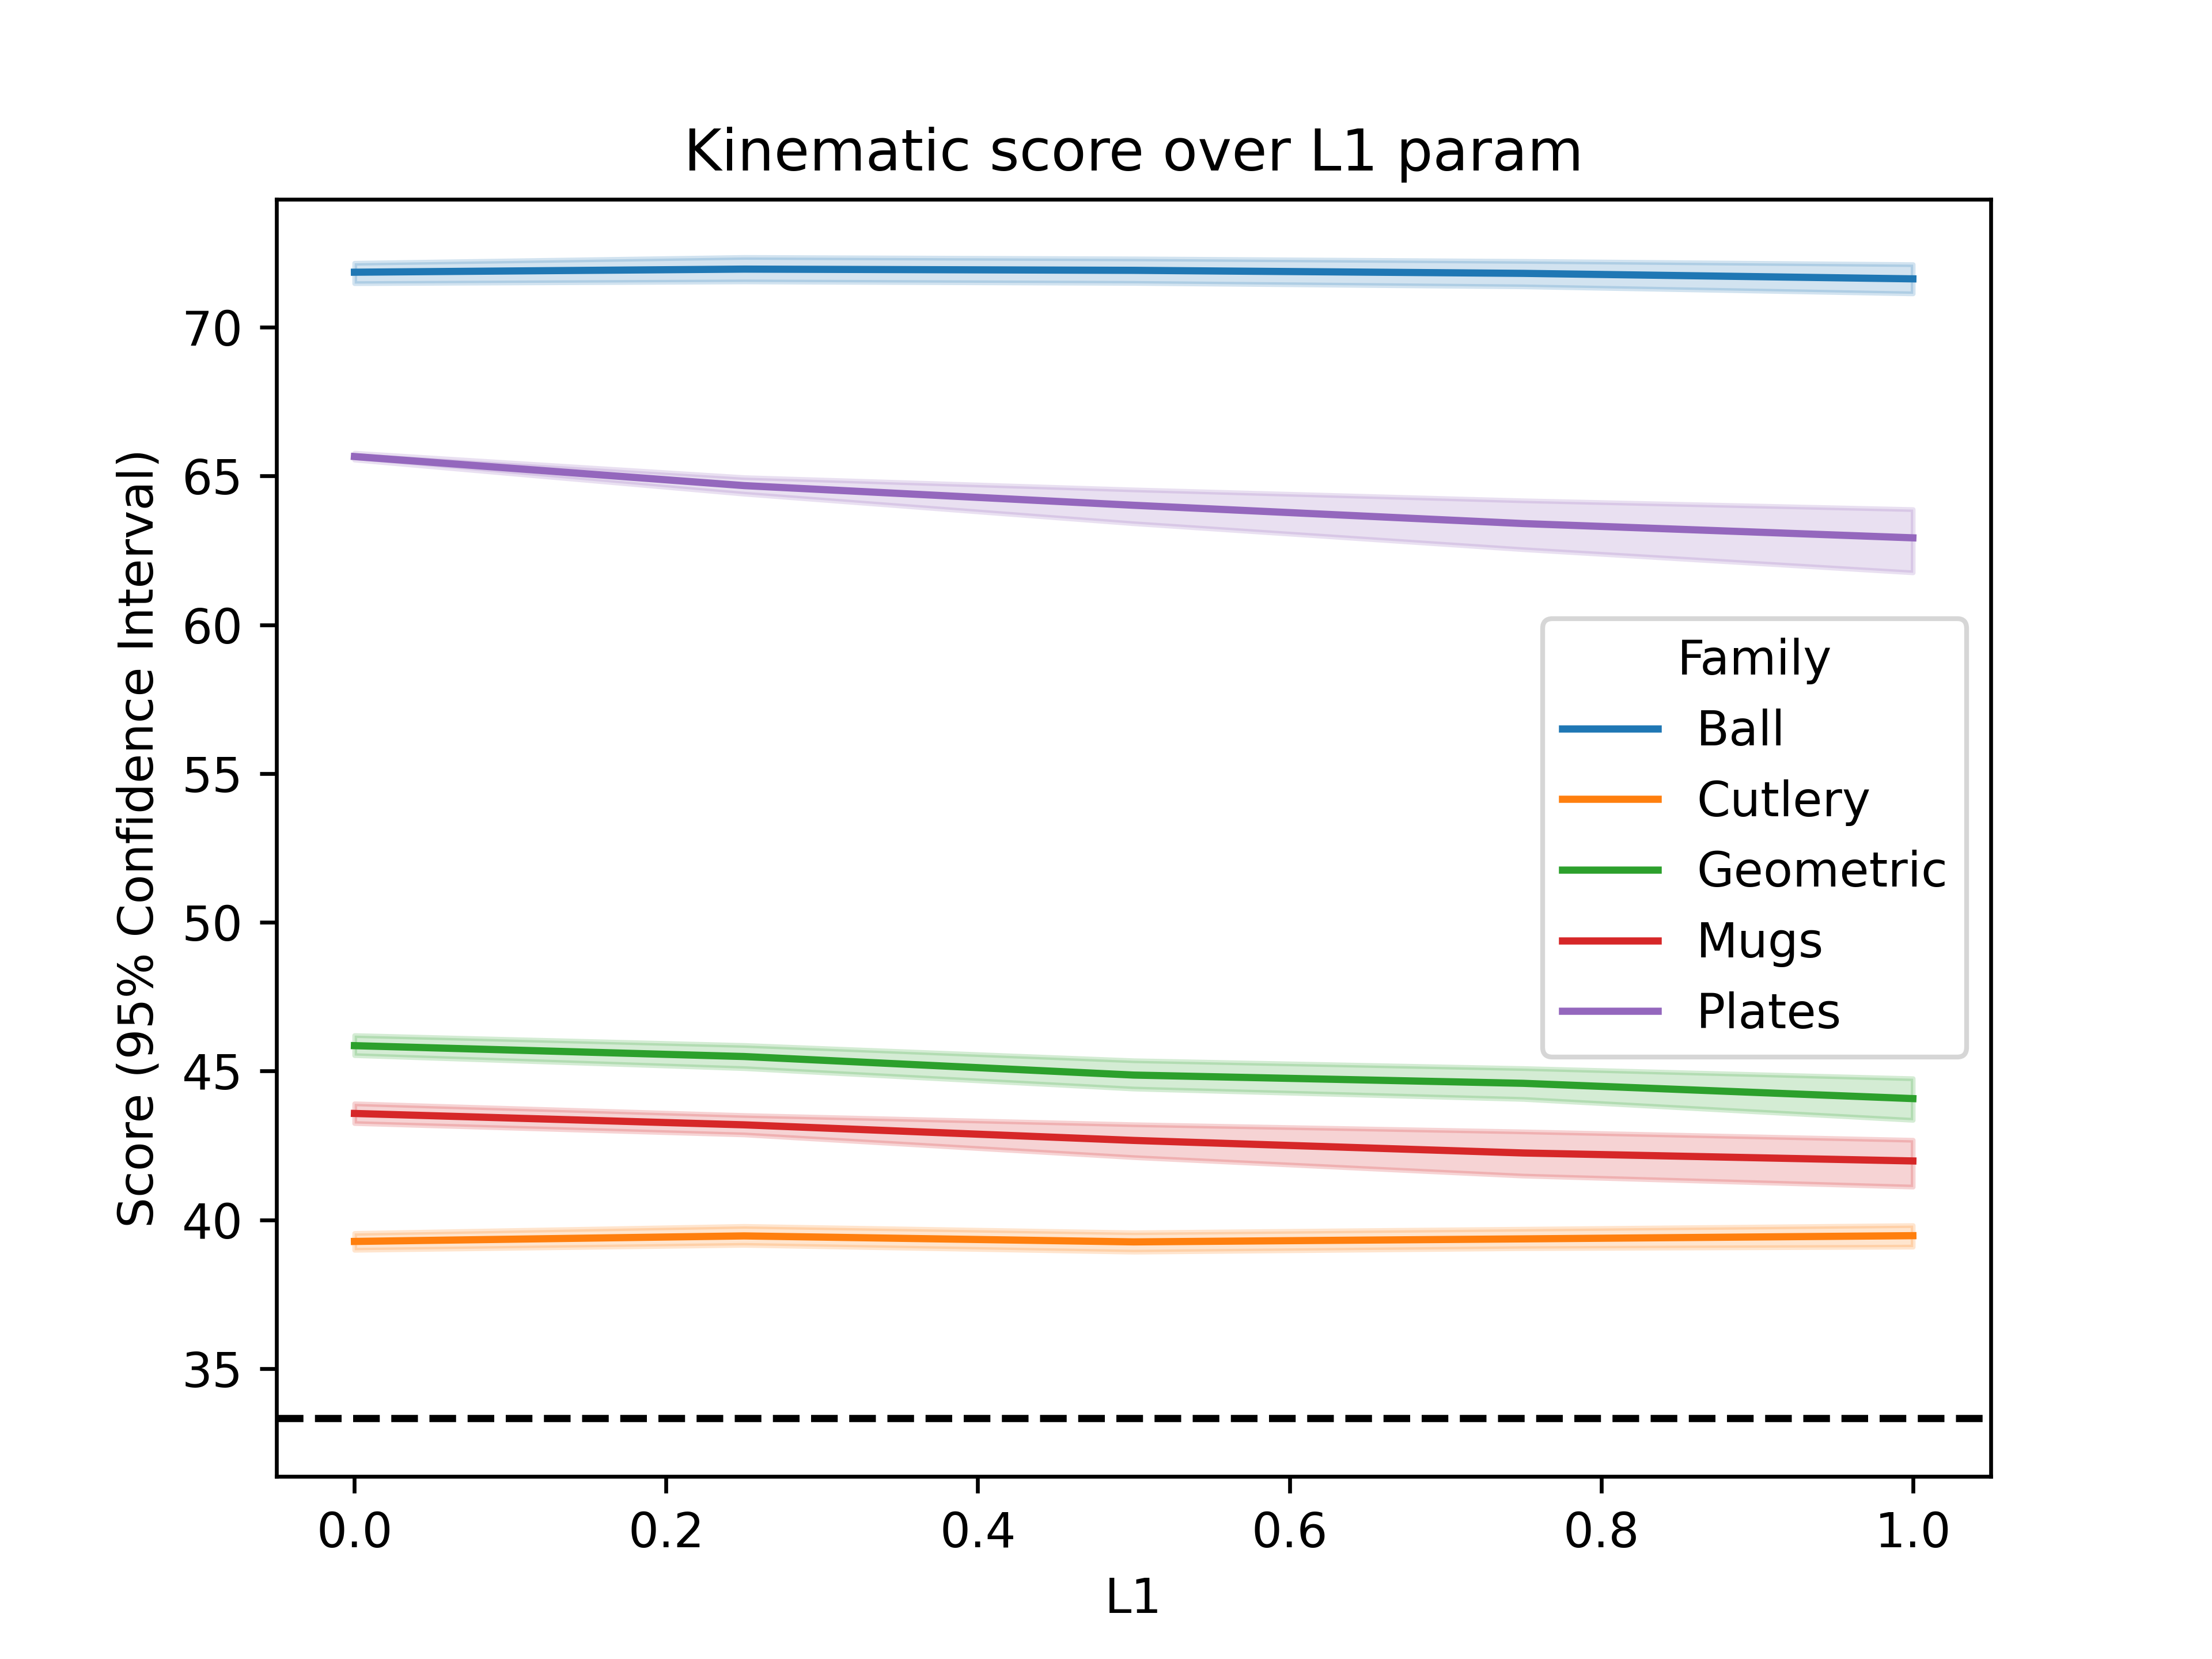 Kinematic score over L1 param
Score (95% Confidence Interval)
70
65
60
55
50
45
40
35
Family
Ball
Cutlery
Geometric
Mugs
Plates
0.0 0.2 0.4 0.6 0.8 1.0
L1